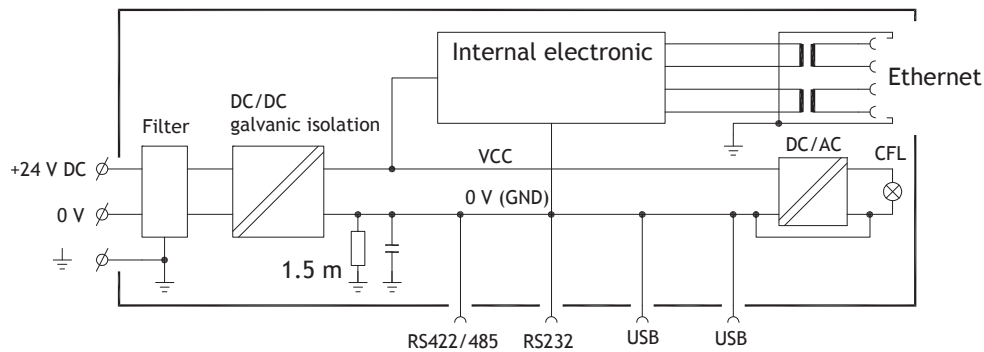 Internal electronic
Ethernet
DC/DC
galvanic isolation
Filter
+24 V DC
VCC
DC/AC
CFL
0 V
0 V (GND)
1.5 m
RS422/485
RS232
USB
USB